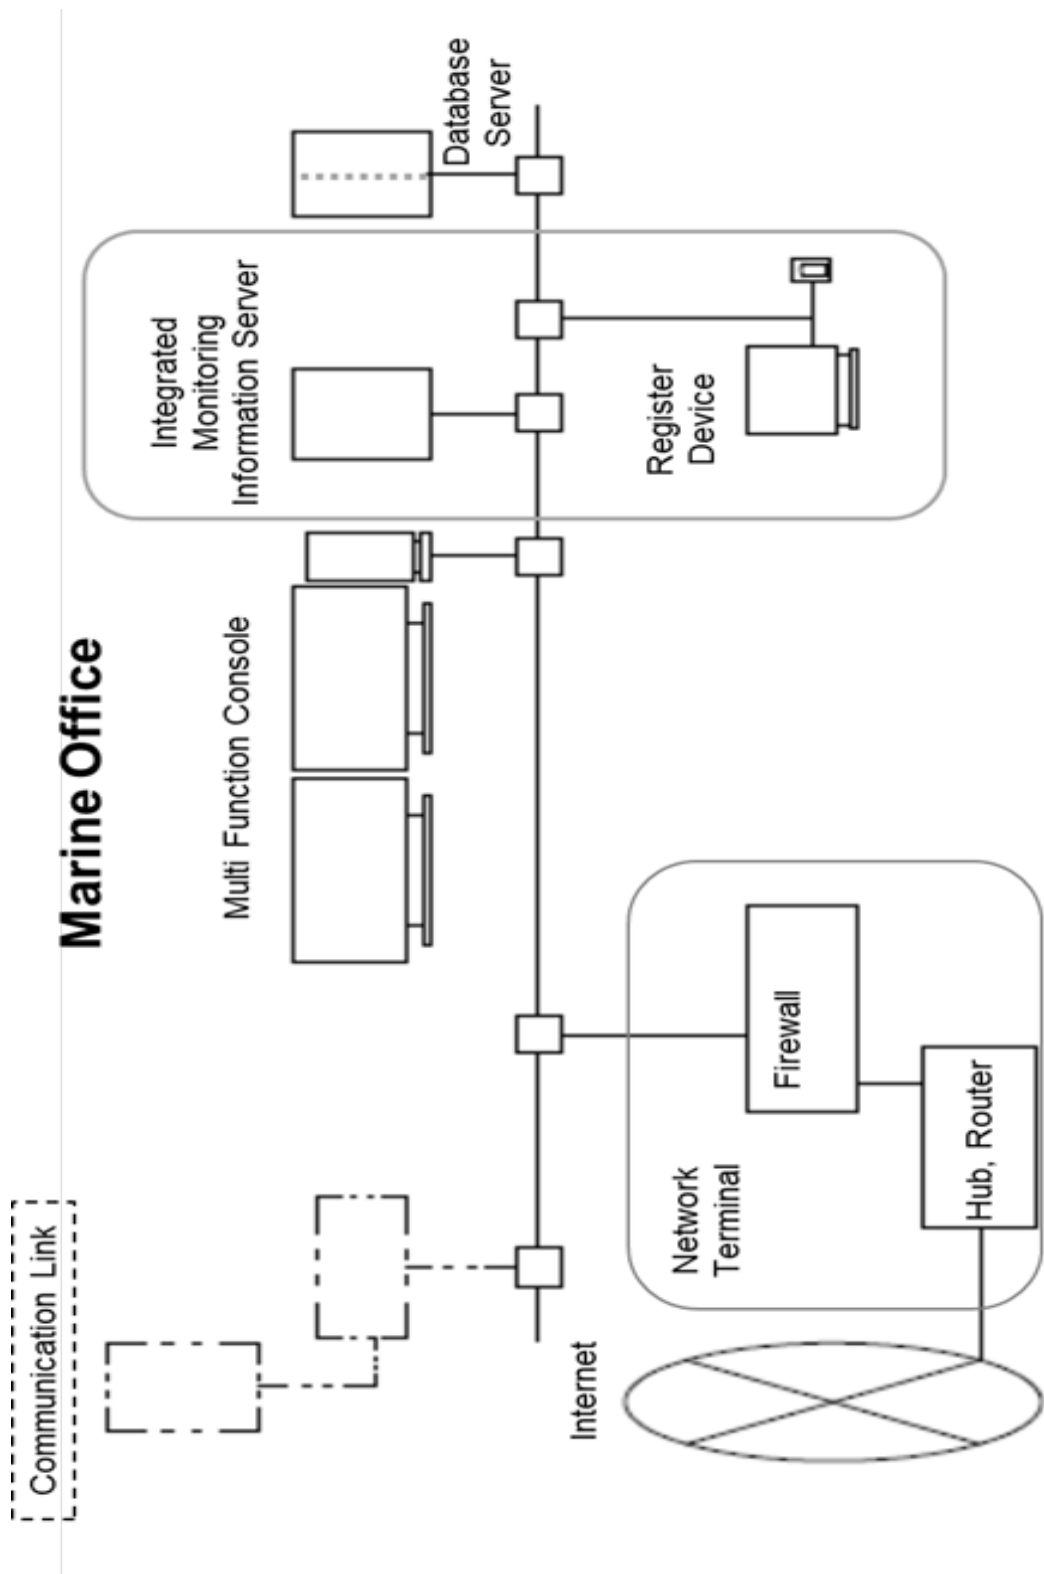 Marine Office
Communication Link
Multi Function Console
Integrated
Monitoring
Information Server
Database
Server
Internet
Network
Terminal
Firewall
Hub, Router
Register
Device